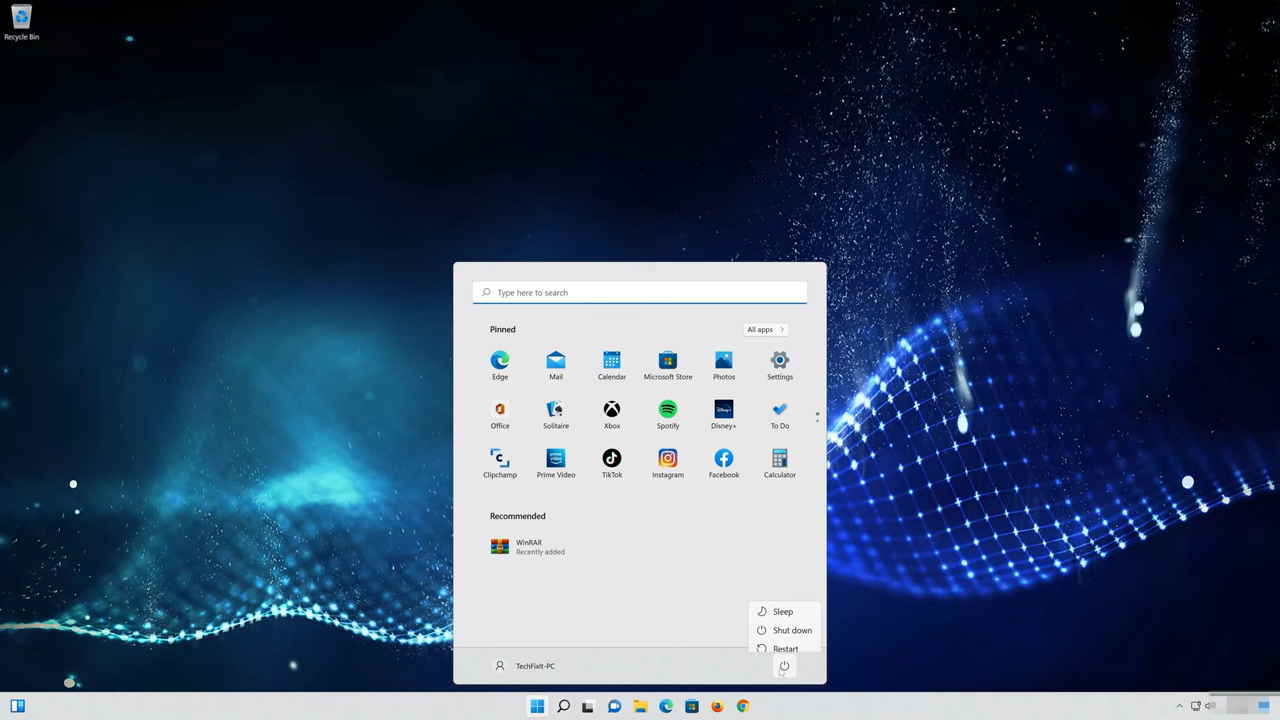 Recycle Bin
Type here to search
Pinned
All apps
Edge
Mail
Calendar
Microsoft Store
Photos
Settings
Office
Solitaire
Xbox
Spotify
Disney+
To Do
Clipchamp
Prime Video
TikTok
Instagram
Facebook
Calculator
Recommended
WinRAR
Recently added
Sleep
Shut down
Restart
TechFixIt-PC